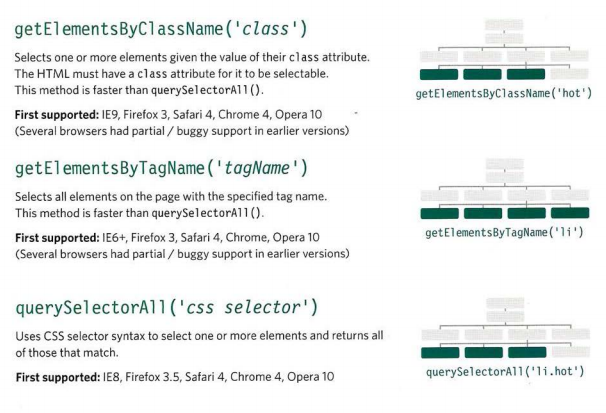 getElementsByClassName('class')
Selects one or more elements given the value of their class attribute.
The HTML must have a class attribute for it to be selectable.
This method is faster than querySelectorAll().
First supported: IE9, Firefox 3, Safari 4, Chrome 4, Opera 10
(Several browsers had partial / buggy support in earlier versions)
getElementsByClassName('hot')
getElementsByTagName('tagName')
Selects all elements on the page with the specified tag name.
This method is faster than querySelectorAll().
First supported: IE6+, Firefox 3, Safari 4, Chrome, Opera 10
(Several browsers had partial / buggy support in earlier versions)
getElementsByTagName('li')
querySelectorAll('css selector')
Uses CSS selector syntax to select one or more elements and returns all
of those that match.
First supported: IE8, Firefox 3.5, Safari 4, Chrome 4, Opera 10
querySelectorAll('li.hot')